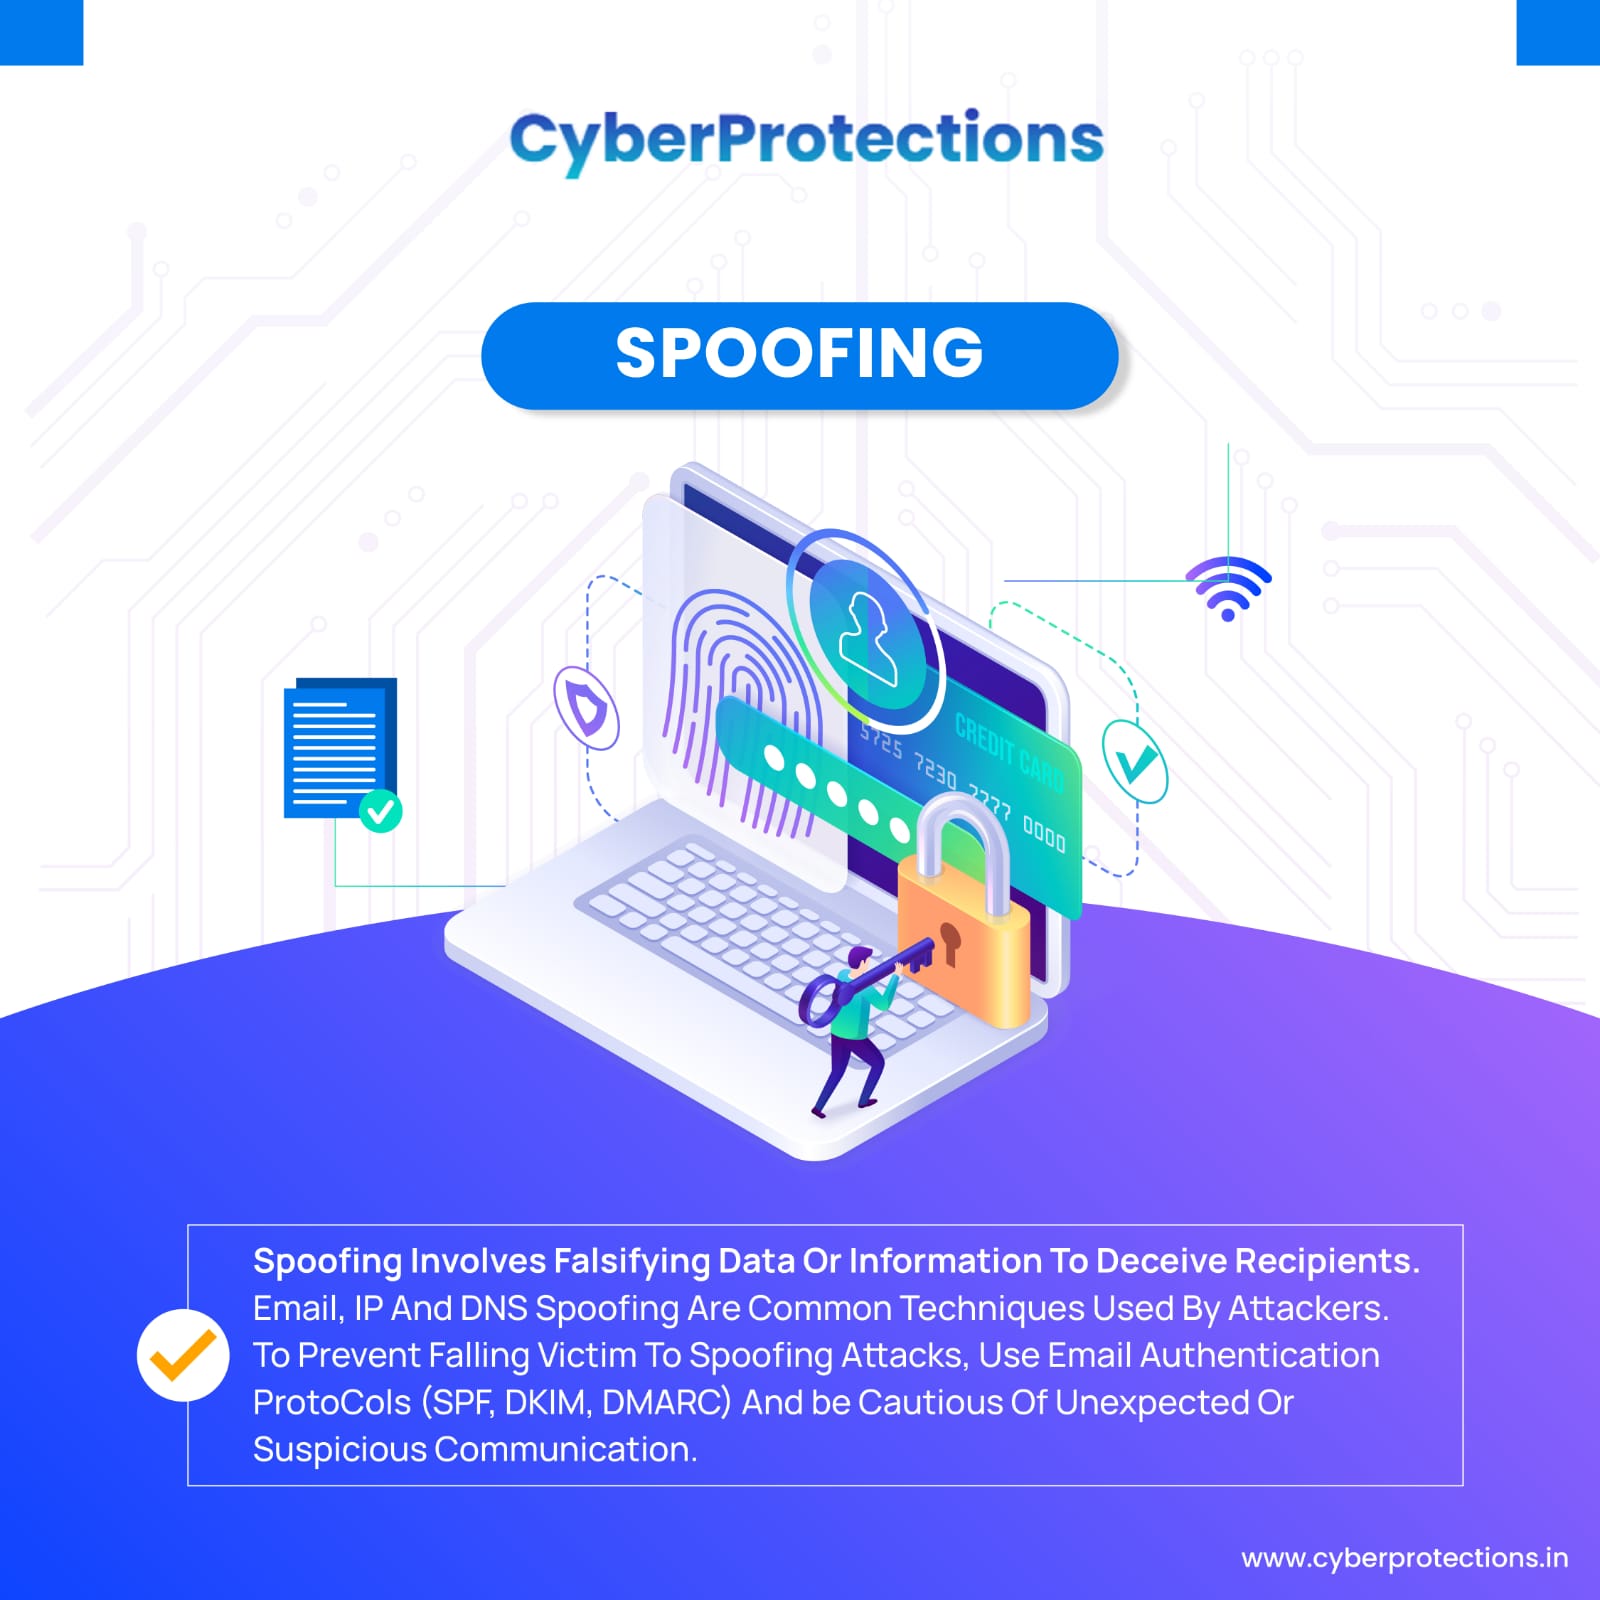 CyberProtections
SPOOFING
CREDIT CARD
5725 7230 7777 0000
Spoofing Involves Falsifying Data Or Information To Deceive Recipients.
Email, IP And DNS Spoofing Are Common Techniques Used By Attackers.
To Prevent Falling Victim To Spoofing Attacks, Use Email Authentication
ProtoCols (SPF, DKIM, DMARC) And be Cautious Of Unexpected Or
Suspicious Communication.
www.cyberprotections.in